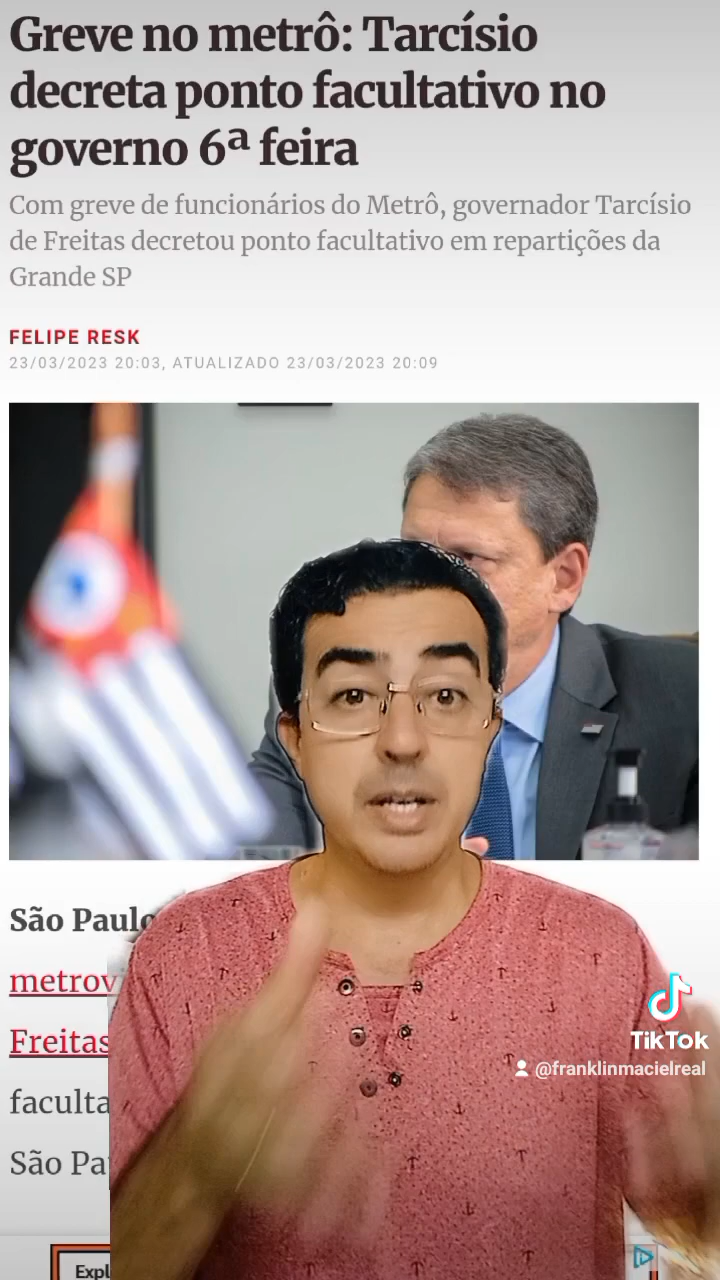 Greve no metrô: Tarcísio
decreta ponto facultativo no
governo 6ª feira
Com greve de funcionários do Metrô, governador Tarcísio
de Freitas decretou ponto facultativo em repartições da
Grande SP
FELIPE RESK
23/03/2023 20:03, ATUALIZADO 23/03/2023 20:09
São Paulo
metrov
Freitas
faculta
São Pa
TikTok
@franklinmacielreal
Expl